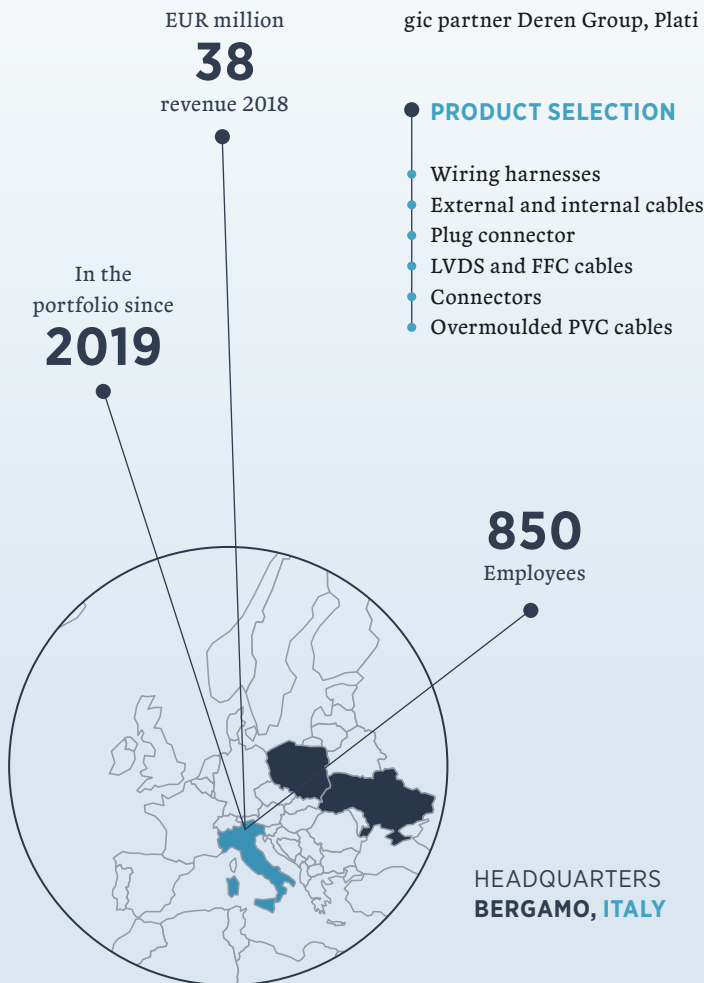 EUR million
38
revenue 2018
gic partner Deren Group, Plati
PRODUCT SELECTION
Wiring harnesses
External and internal cables
Plug connector
LVDS and FFC cables
Connectors
Overmoulded PVC cables
In the
portfolio since
2019
850
Employees
HEADQUARTERS
BERGAMO, ITALY